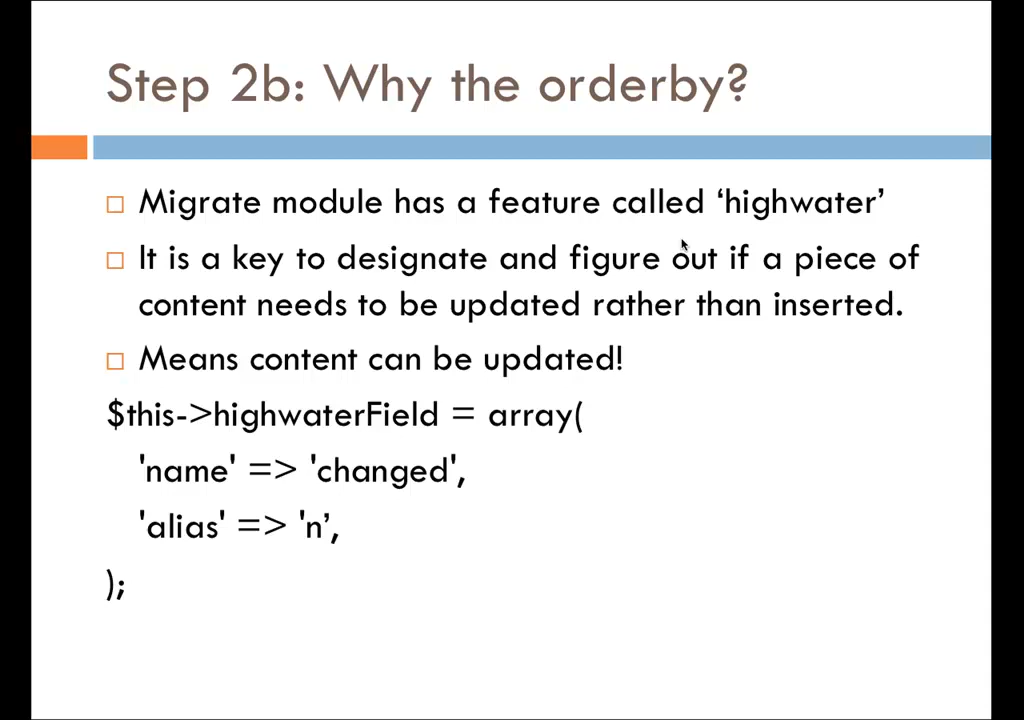 Step 2b: Why the orderby?
Migrate module has a feature called ‘highwater’
It is a key to designate and figure out if a piece of
content needs to be updated rather than inserted.
Means content can be updated!
$this->highwaterField = array(
'name' => 'changed',
'alias' => 'n’,
);